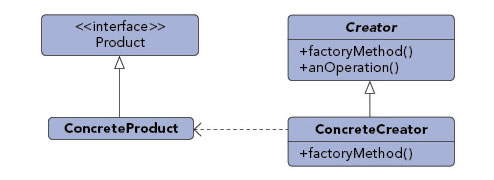 <<interface>>
Product
Creator
+factoryMethod()
+anOperation()
ConcreteProduct
ConcreteCreator
+factoryMethod()